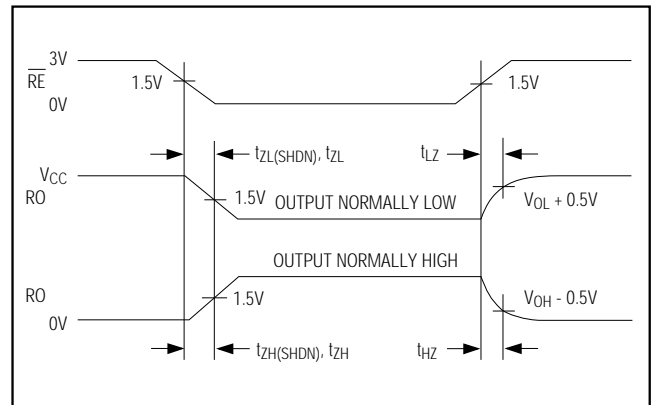 3V
RE
1.5V
1.5V
0V
tZL(SHDN), tZL
tLZ
VCC
RO
1.5V
OUTPUT NORMALLY LOW
VOL + 0.5V
OUTPUT NORMALLY HIGH
RO
1.5V
VOH - 0.5V
0V
tZH(SHDN), tZH
tHZ